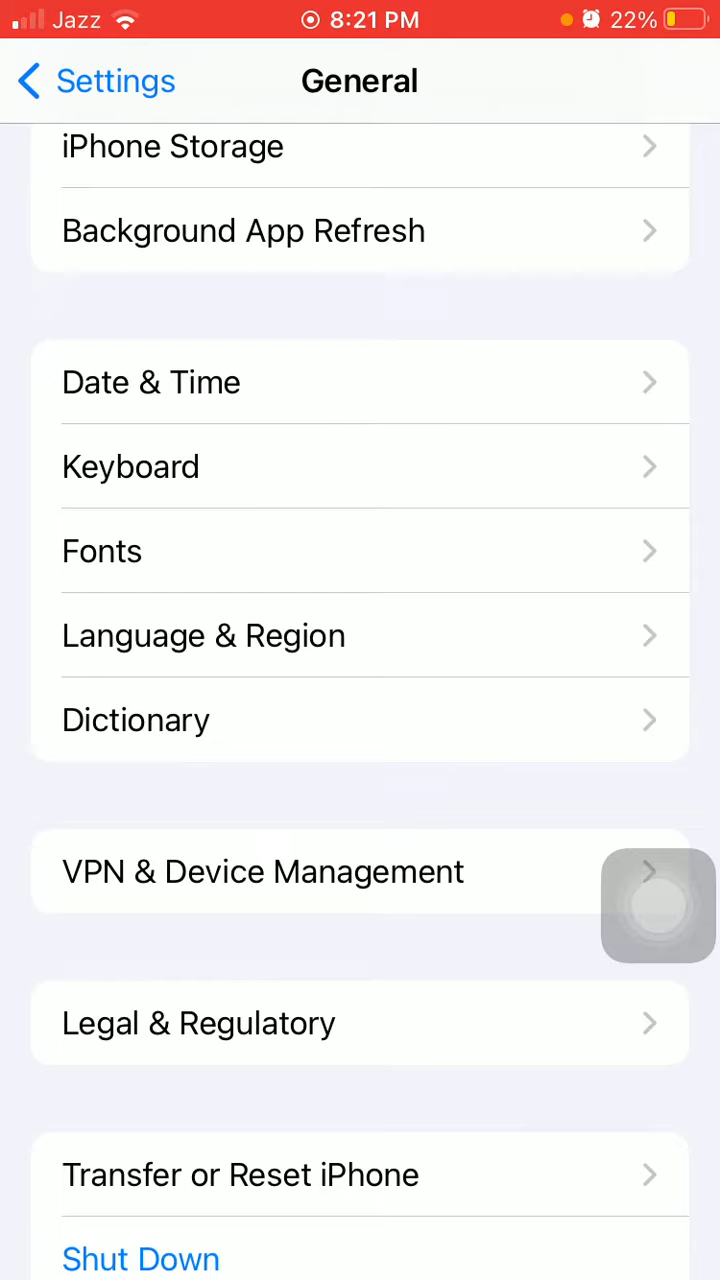 Jazz 8:21 PM 22%
Settings General
iPhone Storage
Background App Refresh
Date & Time
Keyboard
Fonts
Language & Region
Dictionary
VPN & Device Management
Legal & Regulatory
Transfer or Reset iPhone
Shut Down